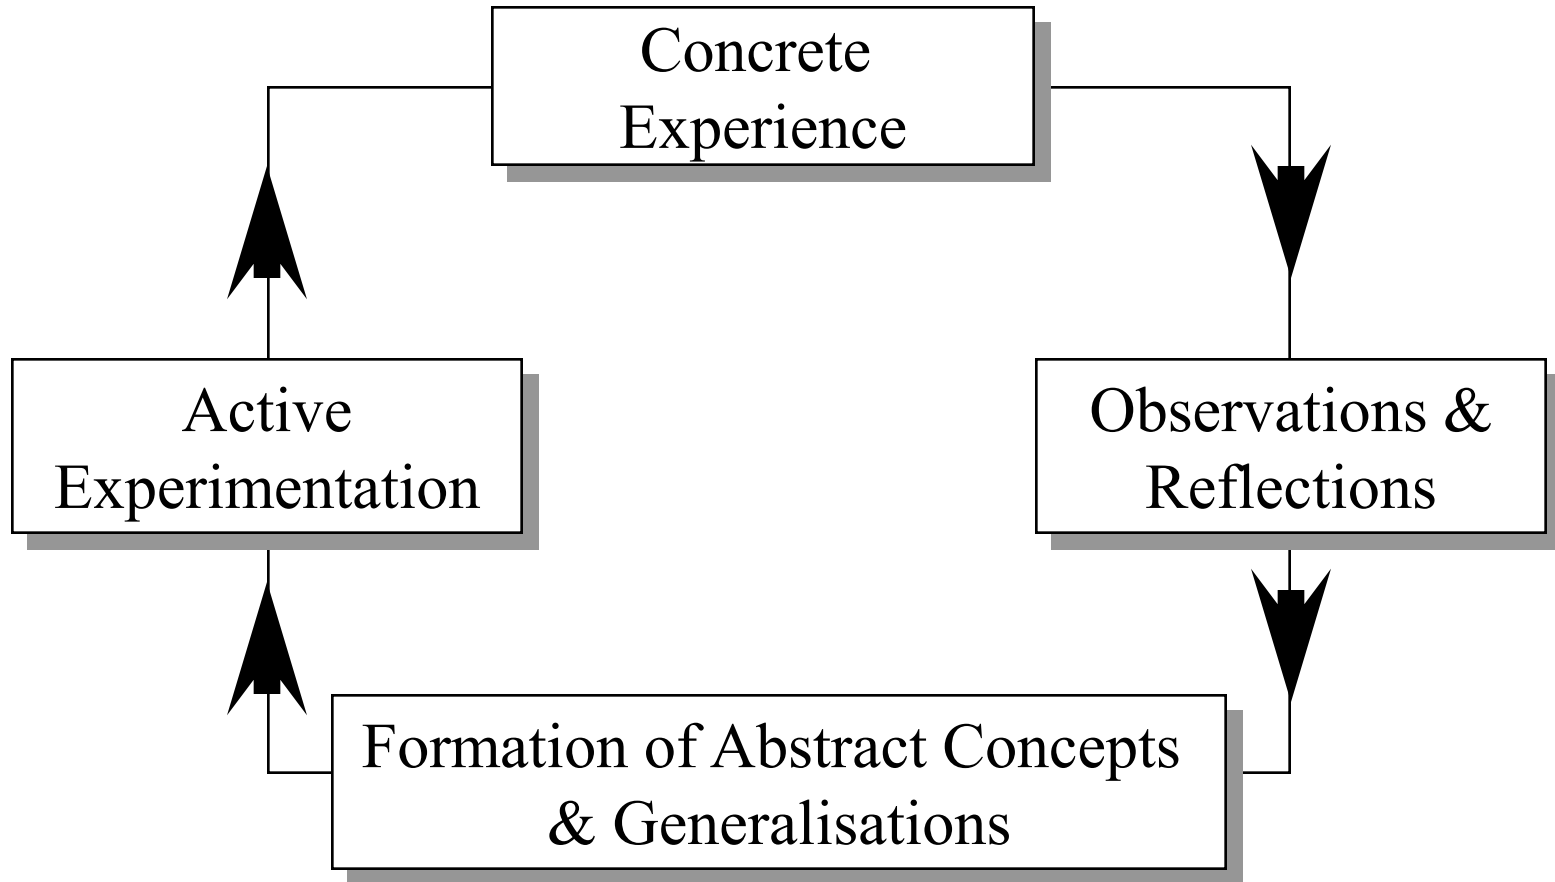 Concrete
Experience
Active
Experimentation
Observations &
Reflections
Formation of Abstract Concepts
& Generalisations